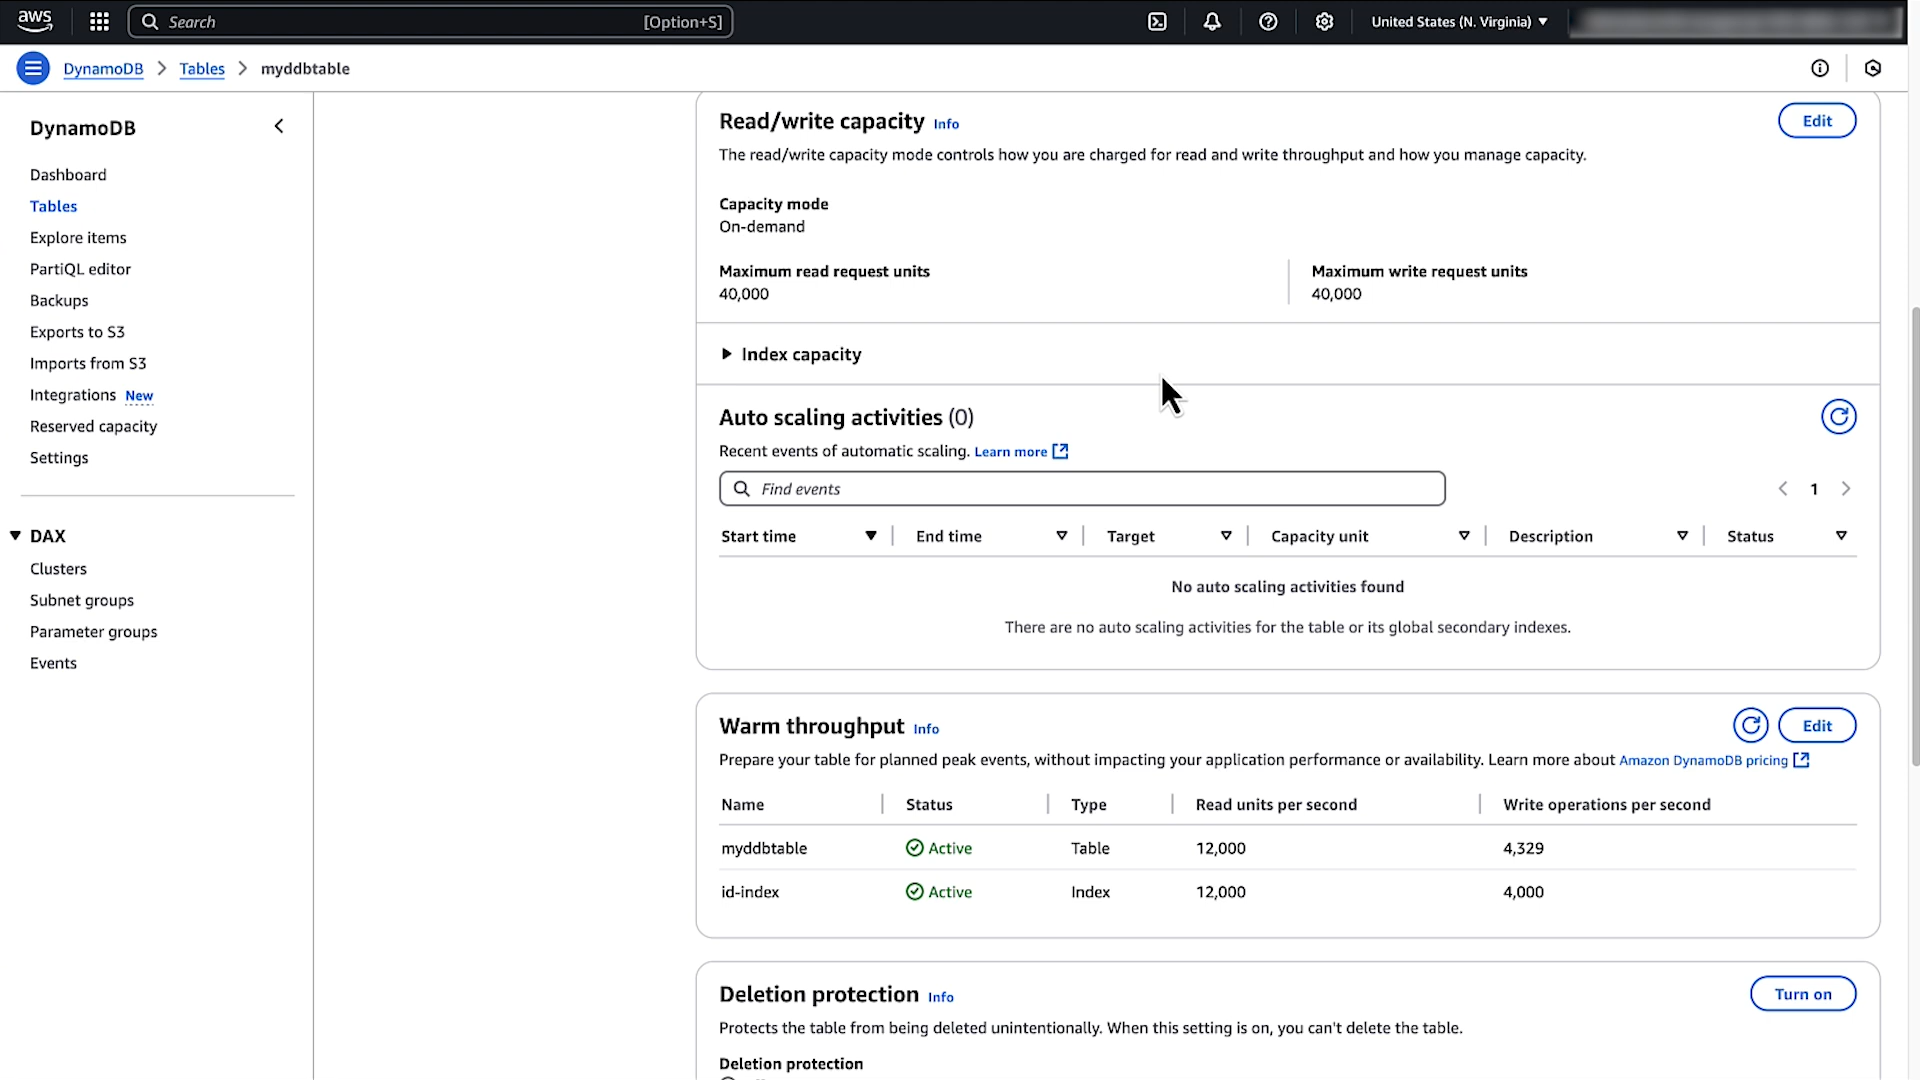 aws
Search [Option+S] United States (N. Virginia)
DynamoDB Tables myddbtable
DynamoDB
Dashboard
Tables
Explore items
PartiQL editor
Backups
Exports to S3
Imports from S3
Integrations New
Reserved capacity
Settings
DAX
Clusters
Subnet groups
Parameter groups
Events
Read/write capacity Info
Edit
The read/write capacity mode controls how you are charged for read and write throughput and how you manage capacity.
Capacity mode
On-demand
Maximum read request units
40,000
Maximum write request units
40,000
Index capacity
Auto scaling activities (0)
Recent events of automatic scaling. Learn more
Find events
1
Start time End time Target Capacity unit Description Status
No auto scaling activities found
There are no auto scaling activities for the table or its global secondary indexes.
Warm throughput Info
Edit
Prepare your table for planned peak events, without impacting your application performance or availability. Learn more about Amazon DynamoDB pricing
Name Status Type Read units per second Write operations per second
myddbtable Active Table 12,000 4,329
id-index Active Index 12,000 4,000
Deletion protection Info
Turn on
Protects the table from being deleted unintentionally. When this setting is on, you can't delete the table.
Deletion protection